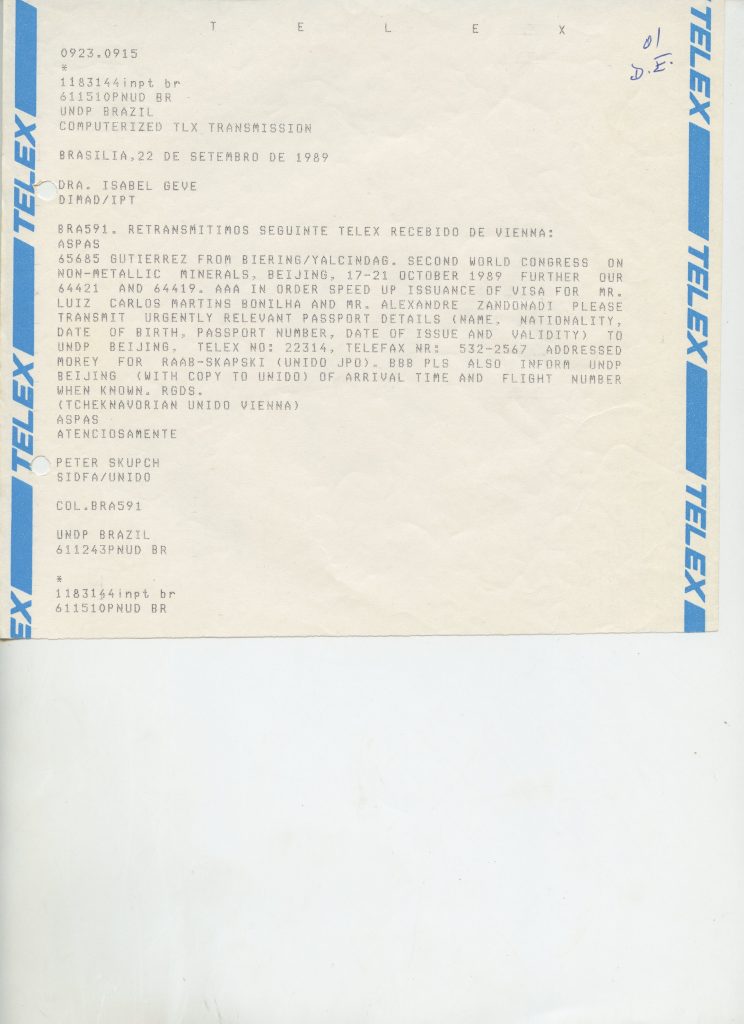 T E L E X
01
D.E.
0923.0915
*
1183144inpt br
611510PNUD BR
UNDP BRAZIL
COMPUTERIZED TLX TRANSMISSION
BRASILIA,22 DE SETEMBRO DE 1989
DRA. ISABEL GEVE
DIMAD/IPT
BRA591. RETRANSMITIMOS SEGUINTE TELEX RECEBIDO DE VIENNA:
ASPAS
65685 GUTIERREZ FROM BIERING/YALCINDAG. SECOND WORLD CONGRESS ON
NON-METALLIC MINERALS, BEIJING, 17-21 OCTOBER 1989 FURTHER OUR
64421 AND 64419. AAA IN ORDER SPEED UP ISSUANCE OF VISA FOR MR.
LUIZ CARLOS MARTINS BONILHA AND MR. ALEXANDRE ZANDONADI PLEASE
TRANSMIT URGENTLY RELEVANT PASSPORT DETAILS (NAME, NATIONALITY,
DATE OF BIRTH, PASSPORT NUMBER, DATE OF ISSUE AND VALIDITY) TO
UNDP BEIJING, TELEX NO: 22314, TELEFAX NR: 532-2567 ADDRESSED
MOREY FOR RAAB-SKAPSKI (UNIDO JPO). BBB PLS ALSO INFORM UNDP
BEIJING (WITH COPY TO UNIDO) OF ARRIVAL TIME AND FLIGHT NUMBER
WHEN KNOWN. RGDS.
(TCHEKNAVORIAN UNIDO VIENNA)
ASPAS
ATENCIOSAMENTE
PETER SKUPCH
SIDFA/UNIDO
COL.BRA591
UNDP BRAZIL
611243PNUD BR
*
1183144inpt br
611510PNUD BR
TELEX
TELEX
EX
TELEX
TELEX
TELEX